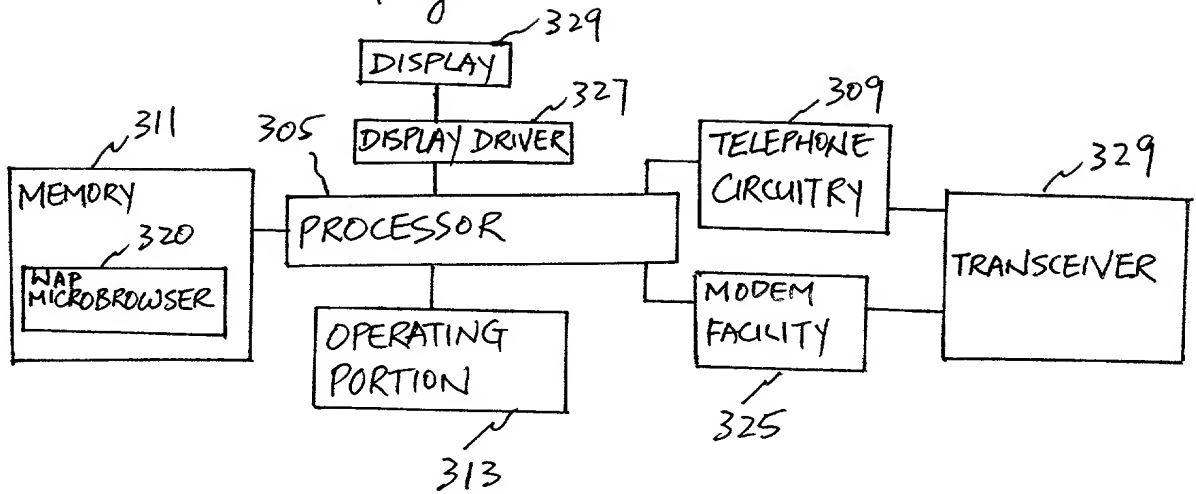 329
DISPLAY
327
DISPLAY DRIVER
311
305
309
MEMORY
320
WAP
MICROBROWSER
PROCESSOR
TELEPHONE
CIRCUITRY
329
TRANSCEIVER
OPERATING
PORTION
313
MODEM
FACILITY
325